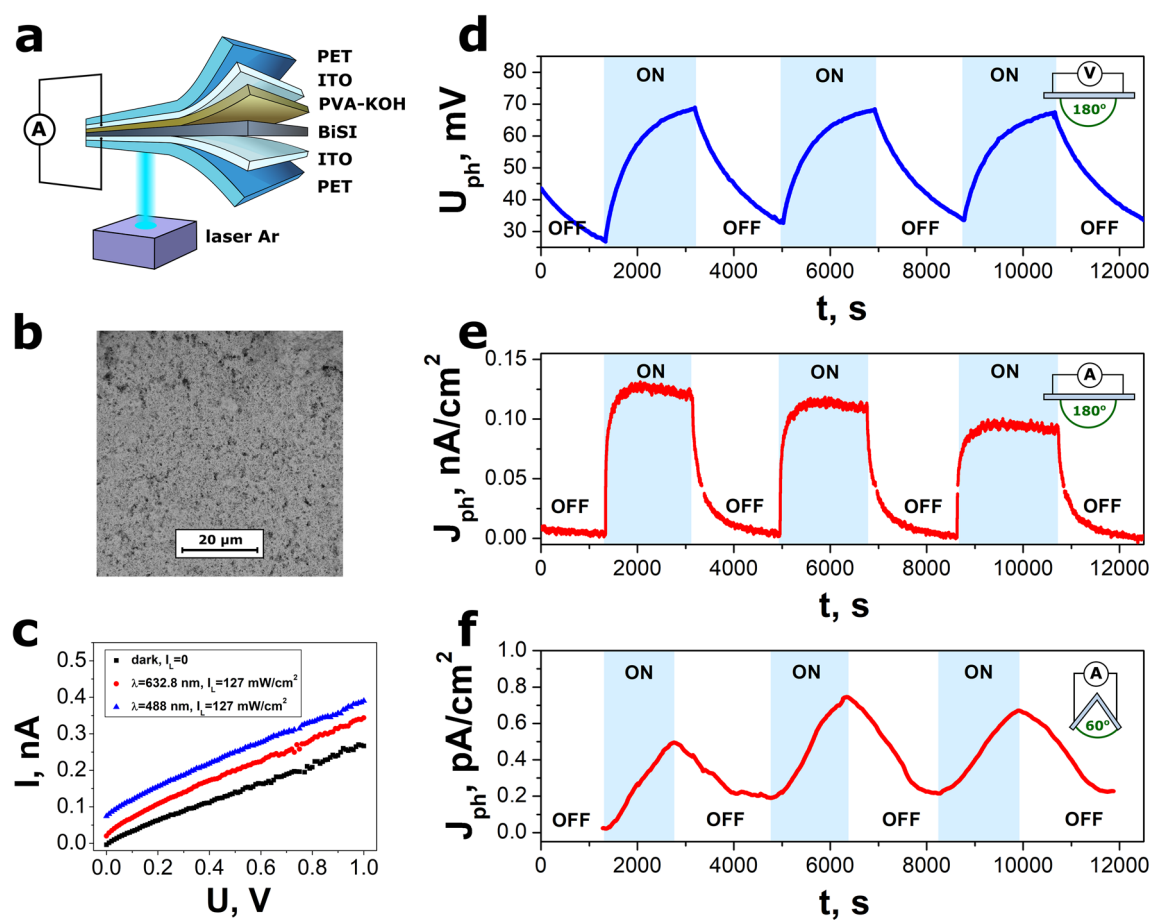 a
PET
ITO
PVA-KOH
BiSI
ITO
PET
A
laser Ar
b
20 µm
c
0.5
0.4
0.3
0.2
0.1
0.0
I, nA
dark, I_L=0
λ=632.8 nm, I_L=127 mW/cm²
λ=488 nm, I_L=127 mW/cm²
0.0 0.2 0.4 0.6 0.8 1.0
U, V
d
U_ph, mV
80
70
60
50
40
30
ON ON ON
OFF OFF OFF OFF
V
180º
0 2000 4000 6000 8000 10000 12000
t, s
e
J_ph, nA/cm²
0.15
0.10
0.05
0.00
ON ON ON
OFF OFF OFF OFF
A
180º
0 2000 4000 6000 8000 10000 12000
t, s
f
J_ph, pA/cm²
1.0
0.8
0.6
0.4
0.2
0.0
ON ON ON
OFF OFF OFF OFF
A
60º
0 2000 4000 6000 8000 10000 12000
t, s